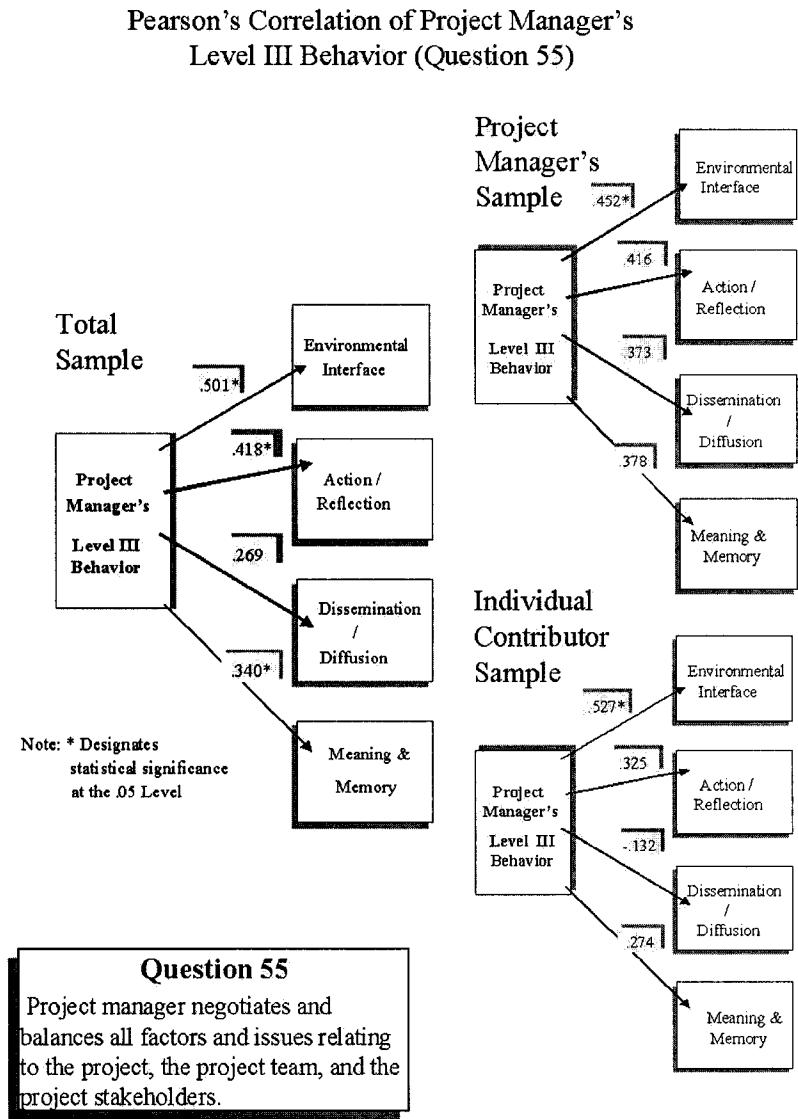 Pearson's Correlation of Project Manager's
Level III Behavior (Question 55)
Total
Sample
.501*
.418*
.269
.340*
Project
Manager's
Level III
Behavior
Environmental
Interface
Action /
Reflection
Dissemination
/
Diffusion
Meaning &
Memory
Note: * Designates
statistical significance
at the .05 Level
Project
Manager's
Sample
.452*
.416
.373
.378
Project
Manager's
Level III
Behavior
Environmental
Interface
Action /
Reflection
Dissemination
/
Diffusion
Meaning &
Memory
Individual
Contributor
Sample
.527*
.325
-.132
.274
Project
Manager's
Level III
Behavior
Environmental
Interface
Action /
Reflection
Dissemination
/
Diffusion
Meaning &
Memory
Question 55
Project manager negotiates and
balances all factors and issues relating
to the project, the project team, and the
project stakeholders.